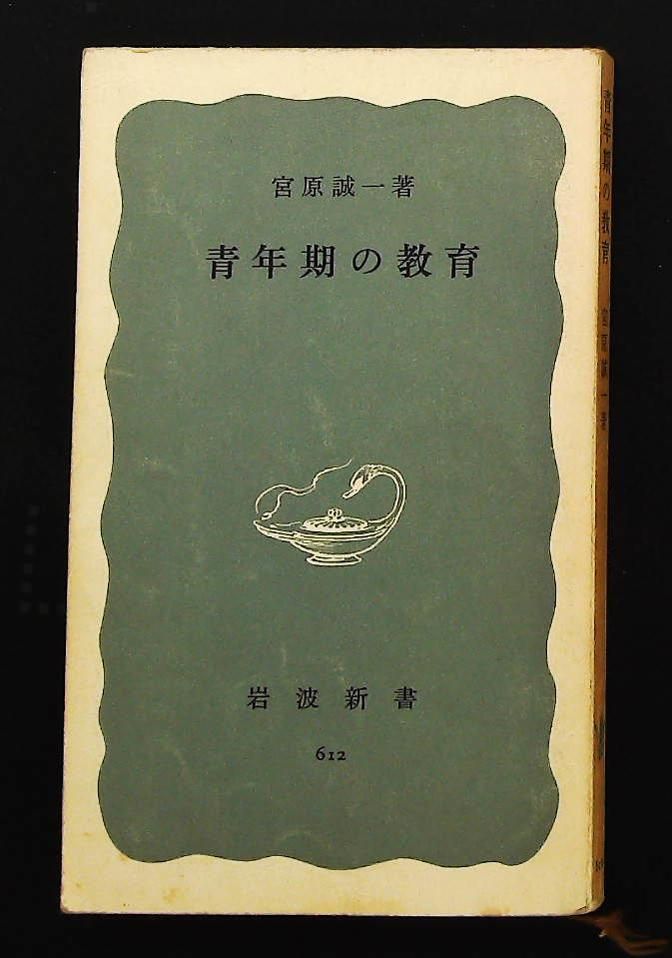 宮原誠一著
青年期の教育
岩波新書
612
青年期の教育 宮原誠一著